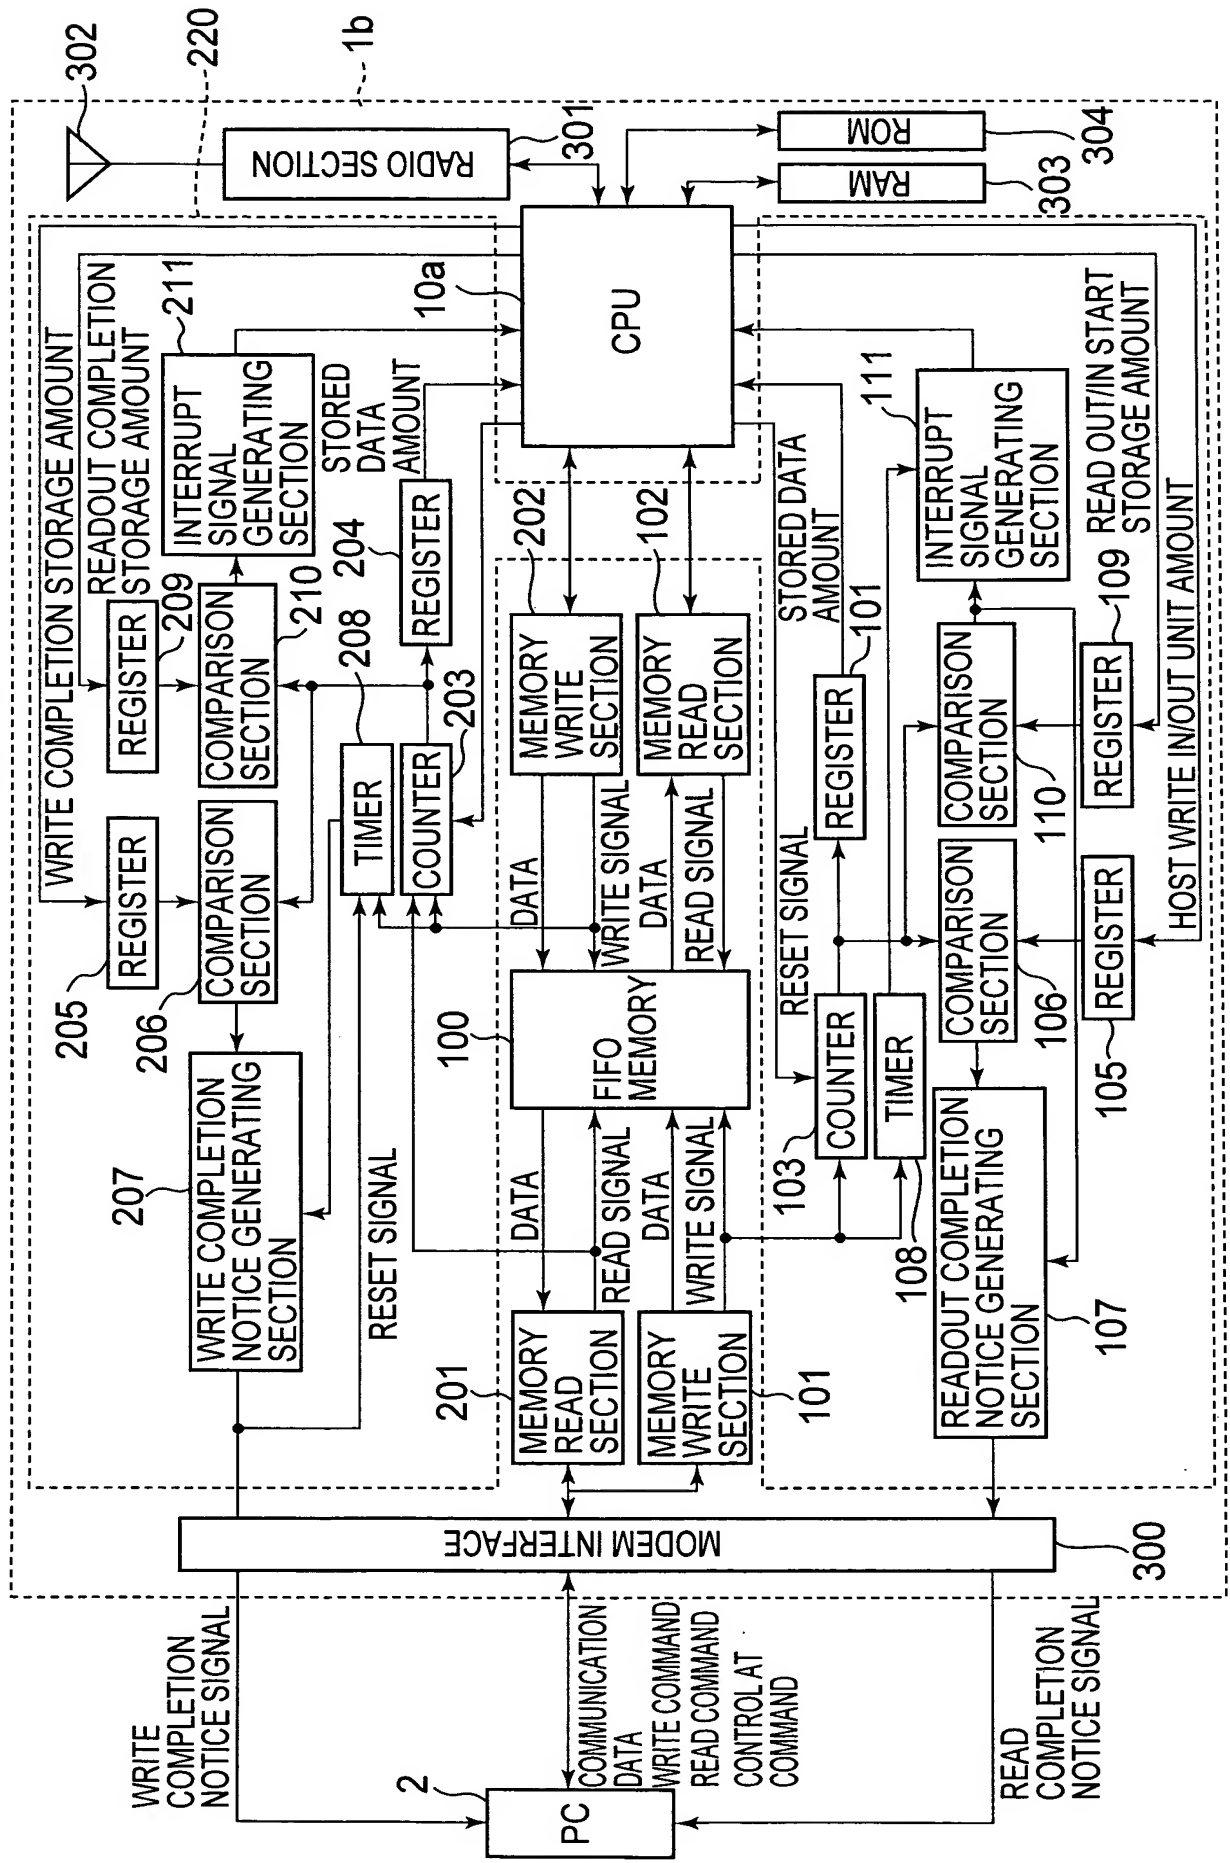 302
220
1b
RADIO SECTION
301
ROM
304
RAM
303
WRITE COMPLETION STORAGE AMOUNT
READOUT COMPLETION
STORAGE AMOUNT
211
INTERRUPT
SIGNAL
GENERATING
SECTION
STORED
DATA
AMOUNT
10a
CPU
REGISTER
209
COMPARISON
SECTION
210
204
REGISTER
208
TIMER
COUNTER
203
REGISTER
205
COMPARISON
SECTION
206
207
WRITE COMPLETION
NOTICE GENERATING
SECTION
RESET SIGNAL
202
MEMORY
WRITE
SECTION
102
MEMORY
READ
SECTION
DATA
WRITE SIGNAL
DATA
READ SIGNAL
100
FIFO
MEMORY
DATA
READ SIGNAL
DATA
WRITE SIGNAL
201
MEMORY
READ
SECTION
MEMORY
WRITE
SECTION
101
STORED DATA
AMOUNT
101
REGISTER
RESET SIGNAL
103
COUNTER
TIMER
108
111
INTERRUPT
SIGNAL
GENERATING
SECTION
READ OUT/IN START
STORAGE AMOUNT
COMPARISON
SECTION
110
REGISTER
109
COMPARISON
SECTION
106
REGISTER
105
HOST WRITE IN/OUT UNIT AMOUNT
READOUT COMPLETION
NOTICE GENERATING
SECTION
107
MODEM INTERFACE
300
WRITE
COMPLETION
NOTICE SIGNAL
COMMUNICATION
DATA
WRITE COMMAND
READ COMMAND
CONTROL AT
COMMAND
READ
COMPLETION
NOTICE SIGNAL
2
PC